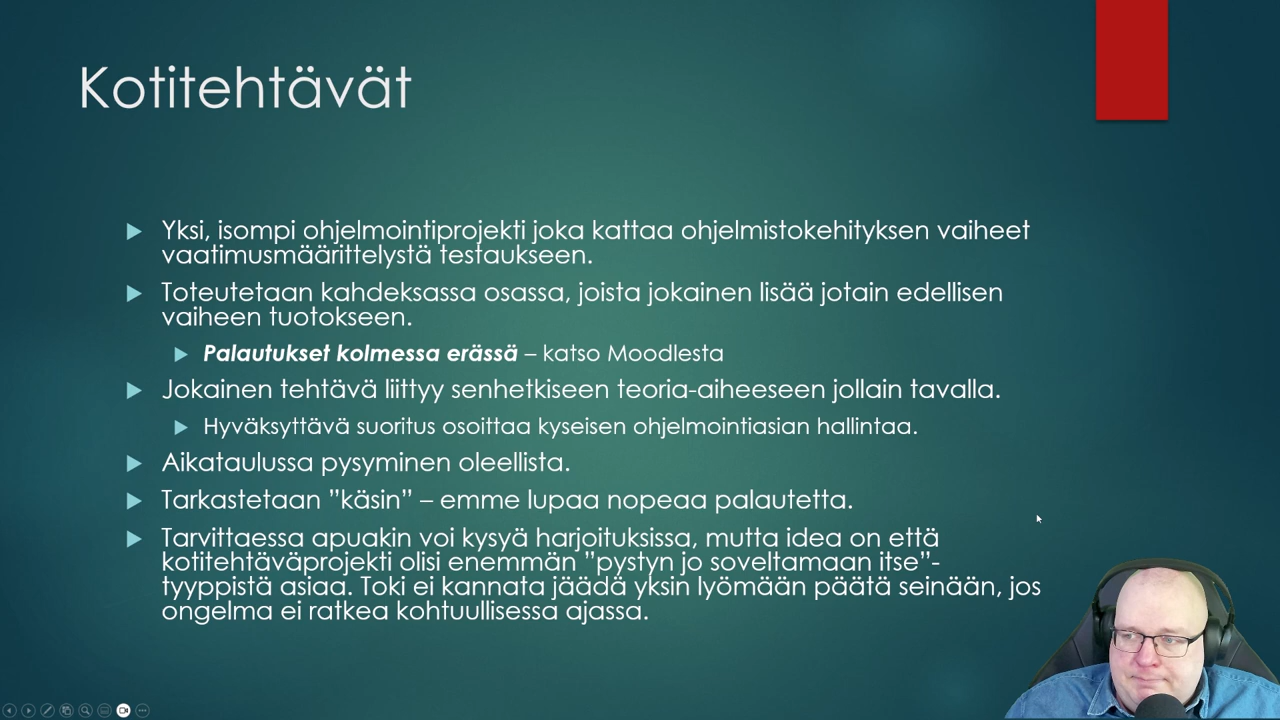 Kotitehtävät
Yksi, isompi ohjelmointiprojekti joka kattaa ohjelmistokehityksen vaiheet
vaatimusmäärittelystä testaukseen.
Toteutetaan kahdeksassa osassa, joista jokainen lisää jotain edellisen
vaiheen tuotokseen.
Palautukset kolmessa erässä – katso Moodlesta
Jokainen tehtävä liittyy senhetkiseen teoria-aiheeseen jollain tavalla.
Hyväksyttävä suoritus osoittaa kyseisen ohjelmointiasian hallintaa.
Aikataulussa pysyminen oleellista.
Tarkastetaan ”käsin” – emme lupaa nopeaa palautetta.
Tarvittaessa apuakin voi kysyä harjoituksissa, mutta idea on että
kotitehtäväprojekti olisi enemmän ”pystyn jo soveltamaan itse”-
tyyppistä asiaa. Toki ei kannata jäädä yksin lyömään päätä seinään, jos
ongelma ei ratkea kohtuullisessa ajassa.